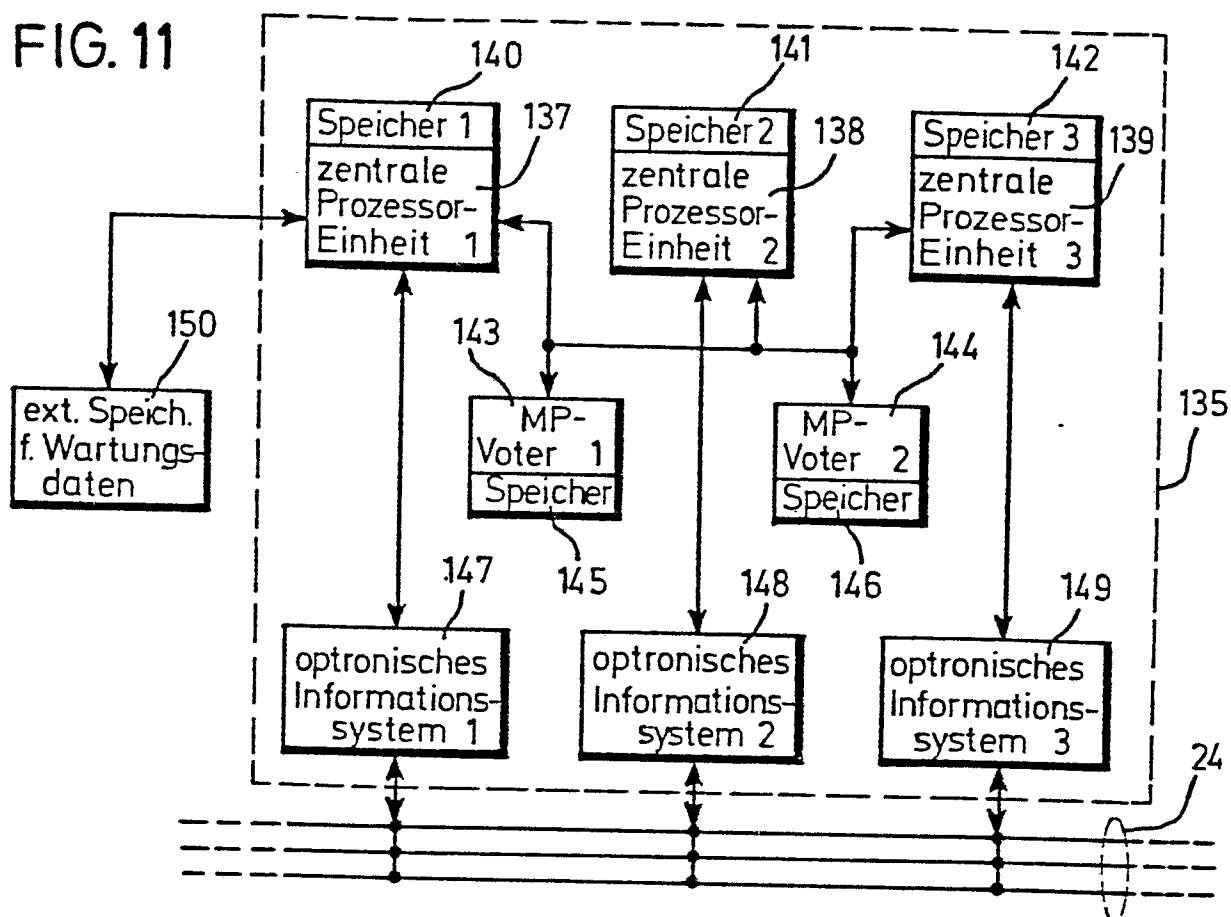 FIG. 11
140
141
142
Speicher 1
137
Speicher 2
138
Speicher 3
139
zentrale
Prozessor-
Einheit 1
zentrale
Prozessor-
Einheit 2
zentrale
Prozessor-
Einheit 3
150
ext. Speich.
f. Wartungs-
daten
143
MP-
Voter 1
Speicher
145
144
MP-
Voter 2
Speicher
146
135
147
optronisches
Informations-
system 1
148
optronisches
Informations-
system 2
149
optronisches
Informations-
system 3
24